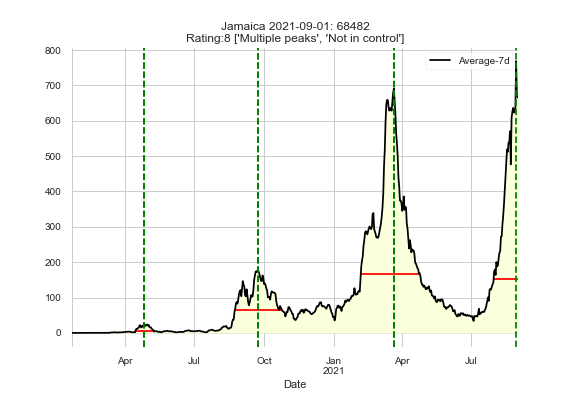 Jamaica 2021-09-01: 68482
Rating:8 ['Multiple peaks', 'Not in control']
Average-7d
800
700
600
500
400
300
200
100
0
Apr Jul Oct Jan Apr Jul
2021
Date